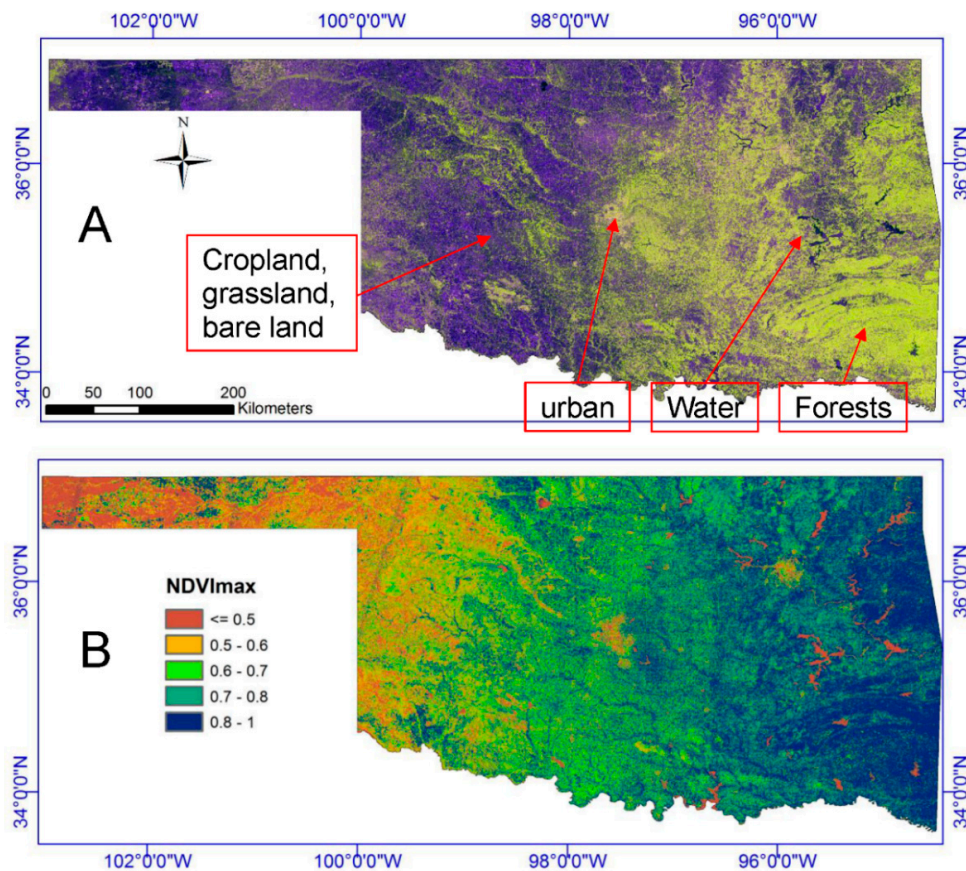 102°0'0"W 100°0'0"W 98°0'0"W 96°0'0"W
N
36°0'0"N 36°0'0"N
A
Cropland,
grassland,
bare land
34°0'0"N 34°0'0"N
0 50 100 200
Kilometers
urban Water Forests
NDVImax
<= 0.5
0.5 - 0.6
0.6 - 0.7
0.7 - 0.8
0.8 - 1
36°0'0"N 36°0'0"N
B
34°0'0"N 34°0'0"N
102°0'0"W 100°0'0"W 98°0'0"W 96°0'0"W